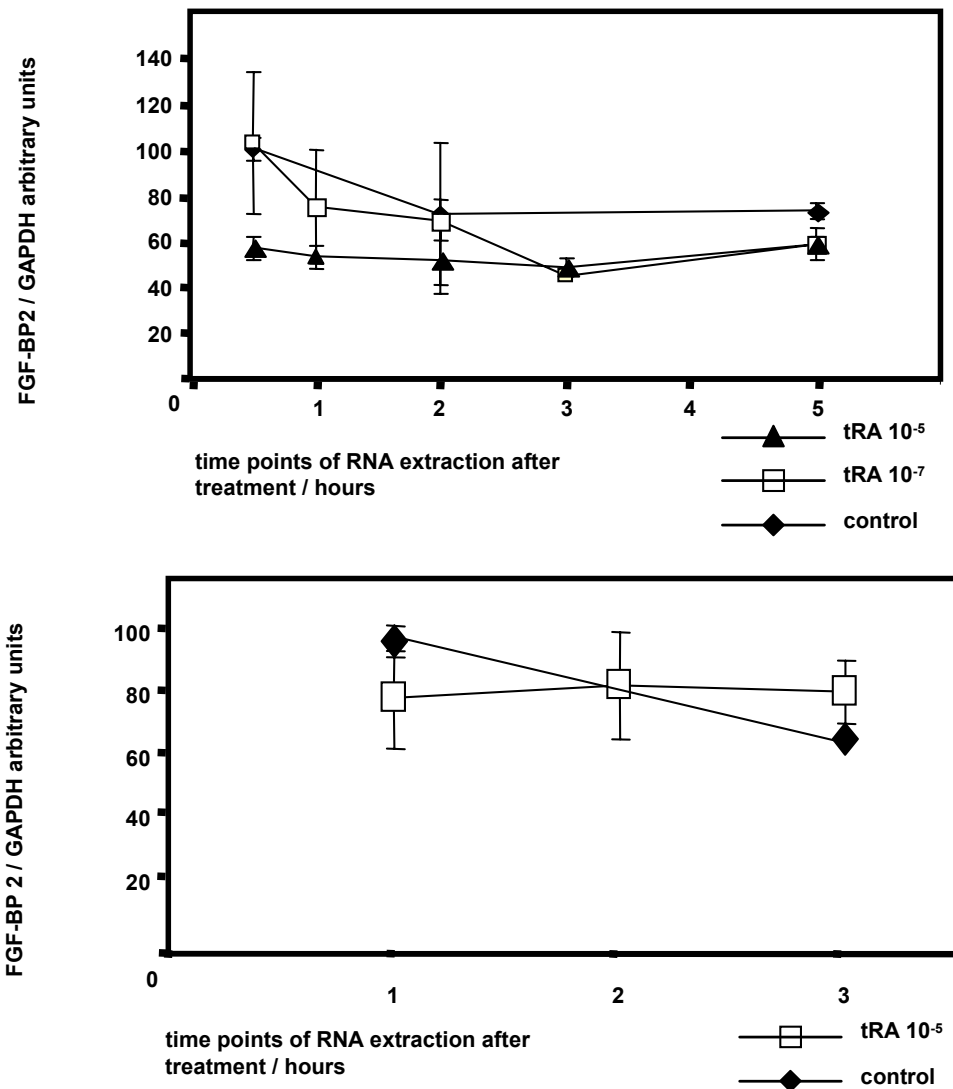 FGF-BP2 / GAPDH arbitrary units
140
120
100
80
60
40
20
0
1
2
3
4
5
time points of RNA extraction after
treatment / hours
tRA 10⁻⁵
tRA 10⁻⁷
control
FGF-BP 2 / GAPDH arbitrary units
100
80
60
40
20
0
1
2
3
time points of RNA extraction after
treatment / hours
tRA 10⁻⁵
control